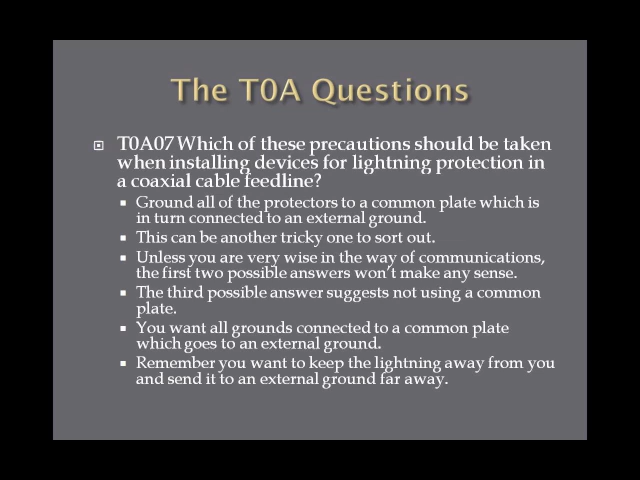 The T0A Questions
T0A07 Which of these precautions should be taken
when installing devices for lightning protection in
a coaxial cable feedline?
Ground all of the protectors to a common plate which is
in turn connected to an external ground.
This can be another tricky one to sort out.
Unless you are very wise in the way of communications,
the first two possible answers won't make any sense.
The third possible answer suggests not using a common
plate.
You want all grounds connected to a common plate
which goes to an external ground.
Remember you want to keep the lightning away from you
and send it to an external ground far away.